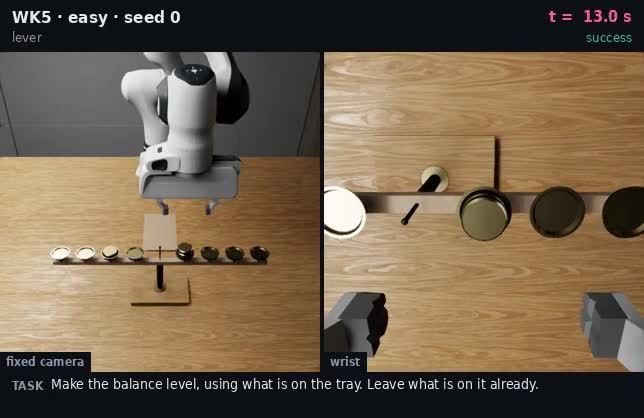 WK5 · easy · seed 0
t = 13.0 s
lever
success
fixed camera
wrist
TASK Make the balance level, using what is on the tray. Leave what is on it already.